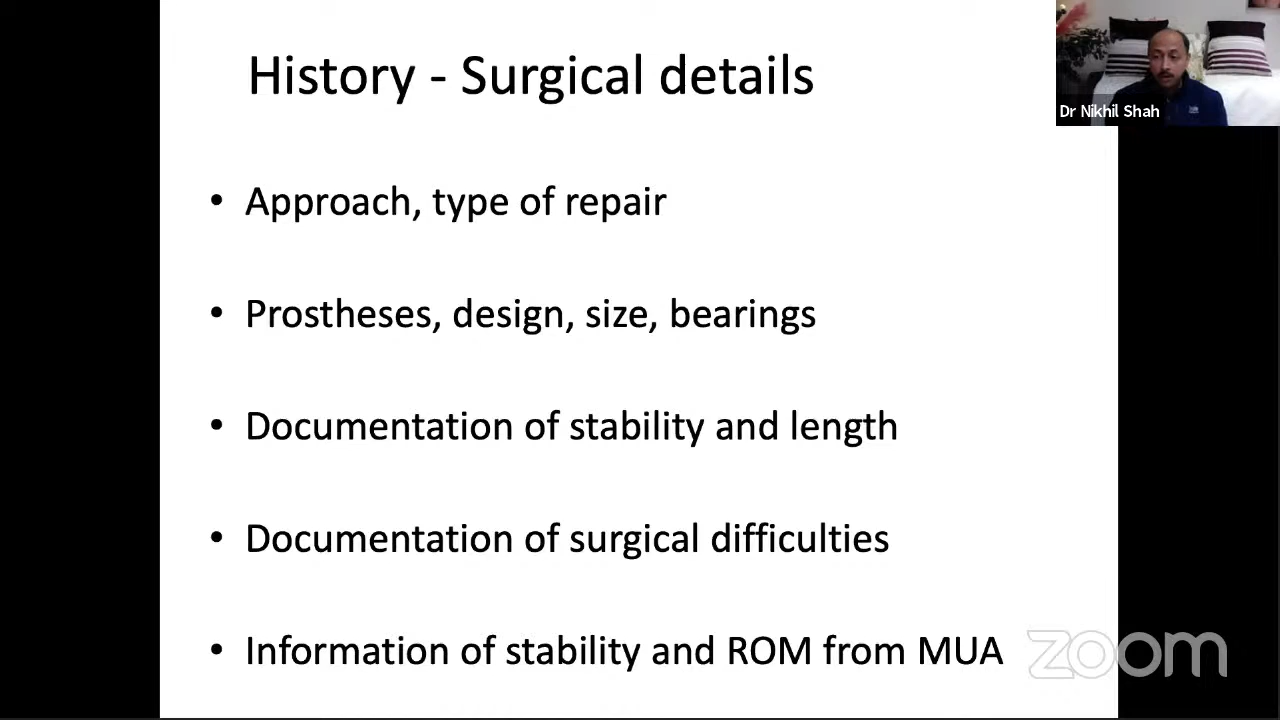 History - Surgical details
Dr Nikhil Shah
• Approach, type of repair
• Prostheses, design, size, bearings
• Documentation of stability and length
• Documentation of surgical difficulties
• Information of stability and ROM from MUA
zoom